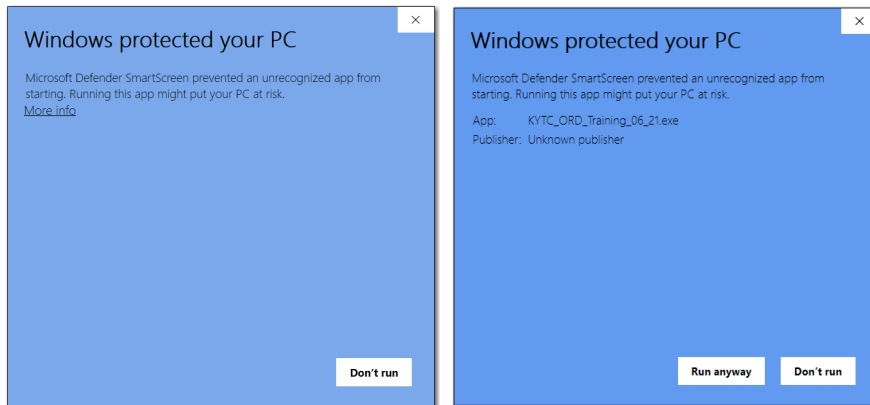 Windows protected your PC
Microsoft Defender SmartScreen prevented an unrecognized app from
starting. Running this app might put your PC at risk.
More info
Don't run
Windows protected your PC
Microsoft Defender SmartScreen prevented an unrecognized app from
starting. Running this app might put your PC at risk.
App: KYTC_ORD_Training_06_21.exe
Publisher: Unknown publisher
Run anyway Don't run